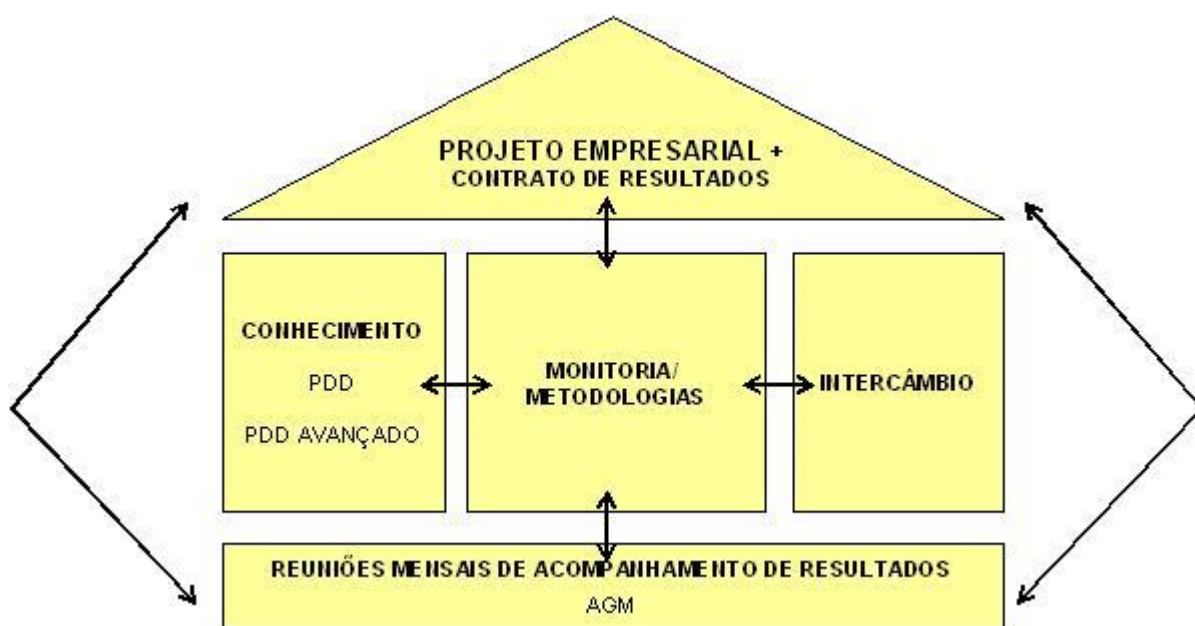 PROJETO EMPRESARIAL +
CONTRATO DE RESULTADOS
CONHECIMENTO
PDD
PDD AVANÇADO
MONITORIA/
METODOLOGIAS
INTERCÂMBIO
REUNIÕES MENSAIS DE ACOMPANHAMENTO DE RESULTADOS
AGM